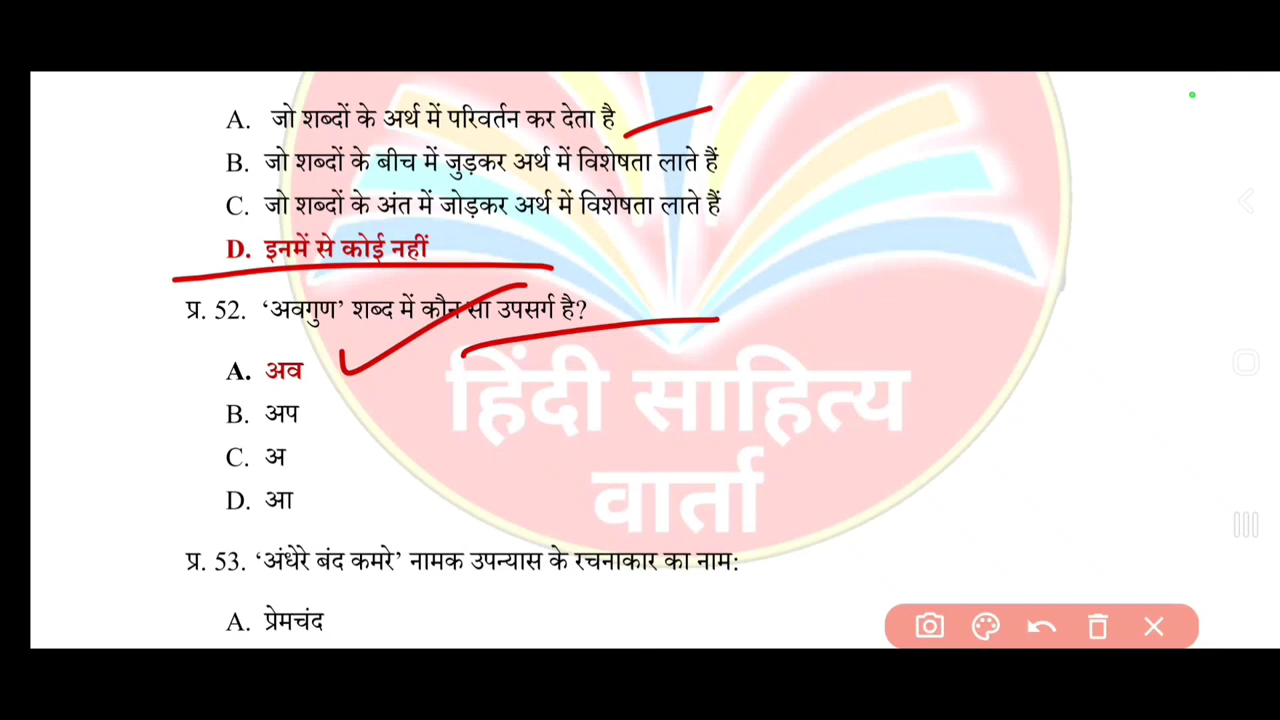 A. जो शब्दों के अर्थ में परिवर्तन कर देता है
B. जो शब्दों के बीच में जुड़कर अर्थ में विशेषता लाते हैं
C. जो शब्दों के अंत में जोड़कर अर्थ में विशेषता लाते हैं
D. इनमें से कोई नहीं
प्र. 52. ‘अवगुण’ शब्द में कौन सा उपसर्ग है?
A. अव
B. अप
C. अ
D. आ
हिंदी साहित्य
वार्ता
प्र. 53. ‘अंधेरे बंद कमरे’ नामक उपन्यास के रचनाकार का नाम:
A. प्रेमचंद